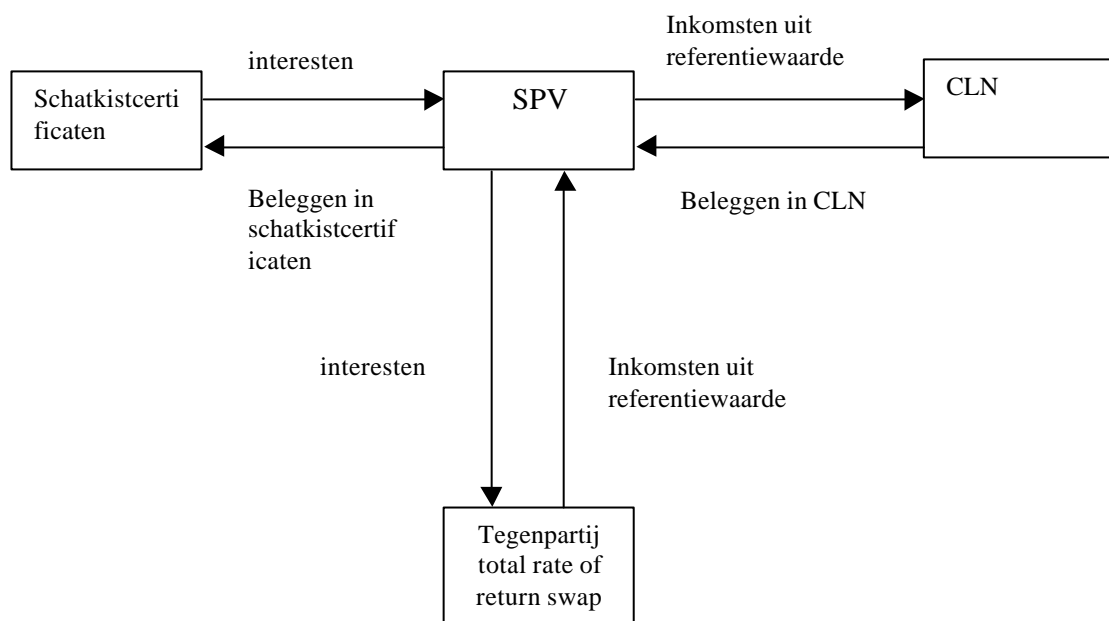 interesten
Inkomsten uit
referentiewaarde
Schatkistcerti
ficaten
SPV
CLN
Beleggen in
schatkistcertif
icaten
Beleggen in CLN
interesten
Inkomsten uit
referentiewaarde
Tegenpartij
total rate of
return swap